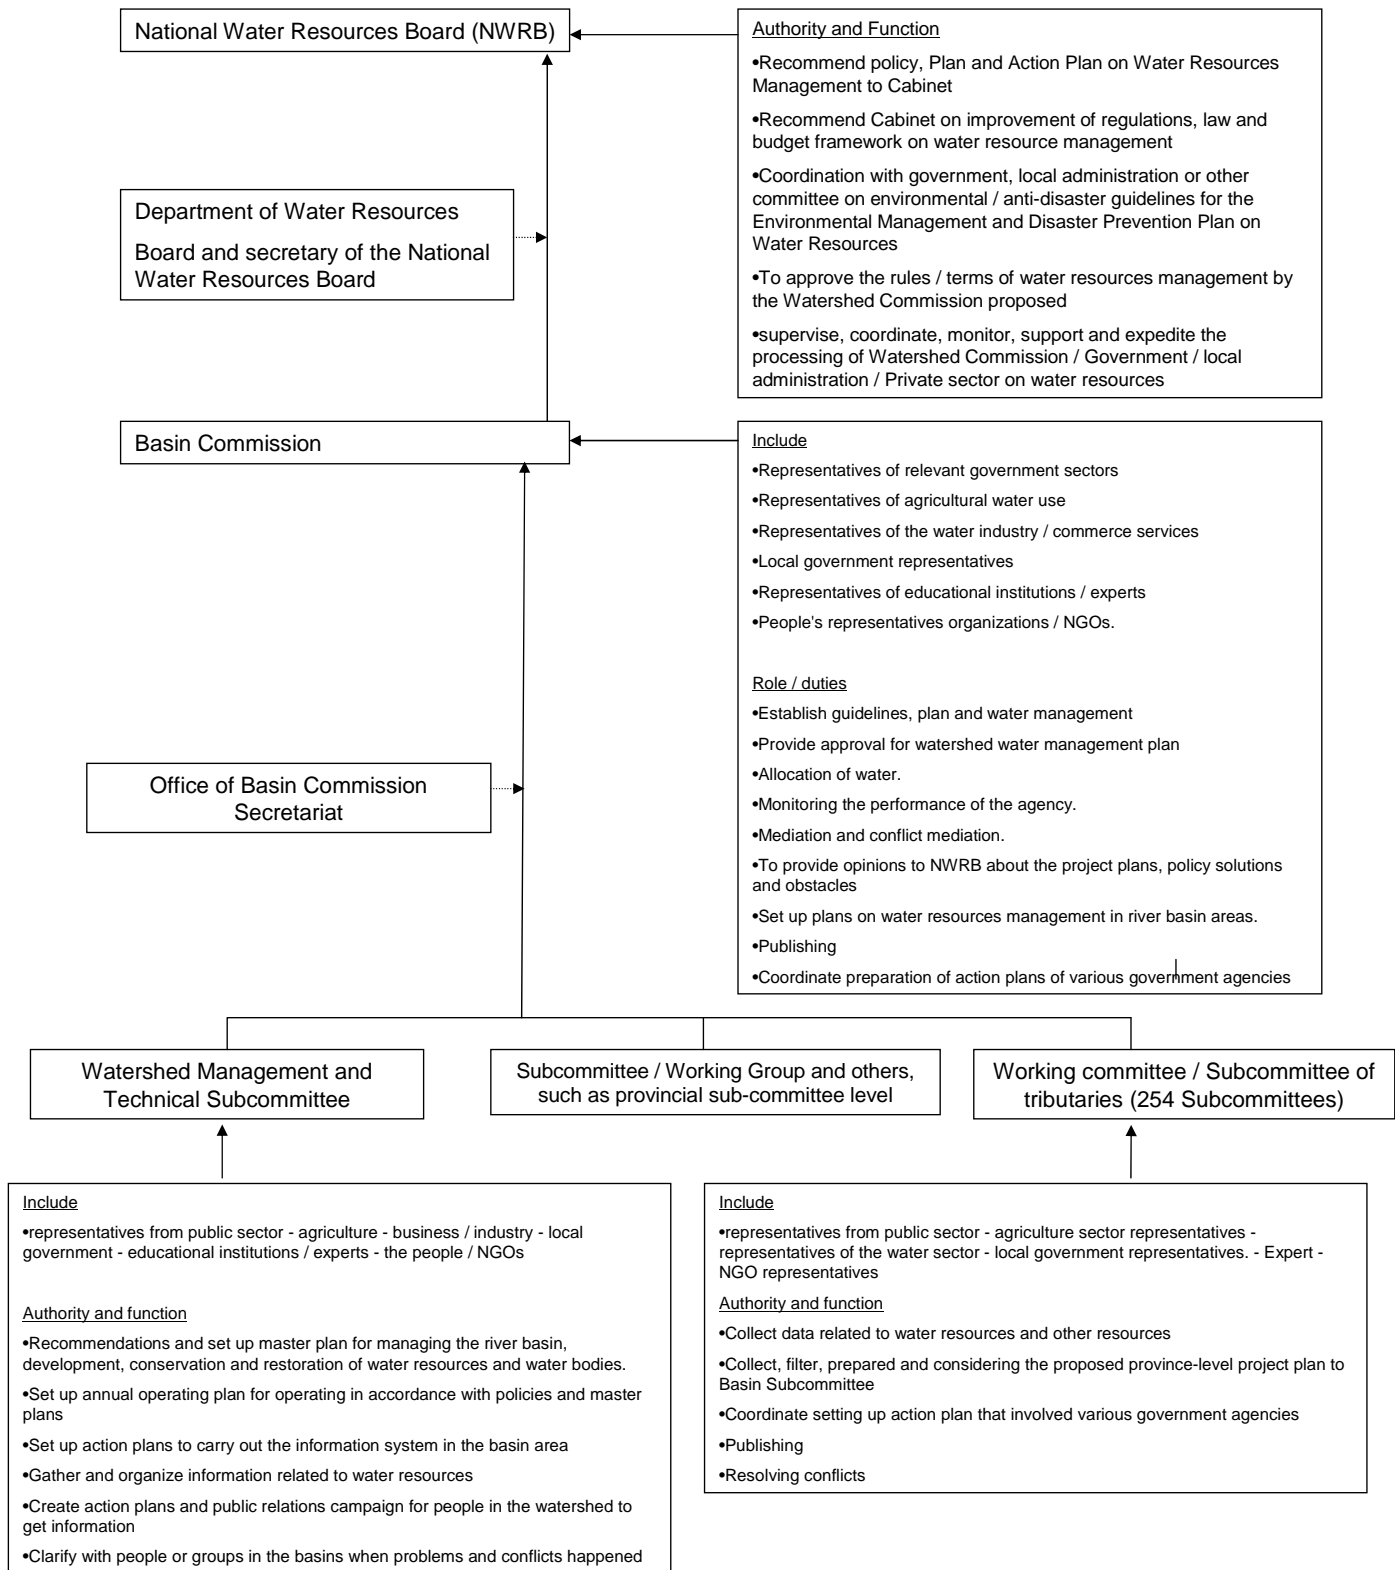 National Water Resources Board (NWRB)
Authority and Function
•Recommend policy, Plan and Action Plan on Water Resources
Management to Cabinet
•Recommend Cabinet on improvement of regulations, law and
budget framework on water resource management
•Coordination with government, local administration or other
committee on environmental / anti-disaster guidelines for the
Environmental Management and Disaster Prevention Plan on
Water Resources
•To approve the rules / terms of water resources management by
the Watershed Commission proposed
•supervise, coordinate, monitor, support and expedite the
processing of Watershed Commission / Government / local
administration / Private sector on water resources
Department of Water Resources
Board and secretary of the National
Water Resources Board
Basin Commission
Include
•Representatives of relevant government sectors
•Representatives of agricultural water use
•Representatives of the water industry / commerce services
•Local government representatives
•Representatives of educational institutions / experts
•People's representatives organizations / NGOs.
Role / duties
•Establish guidelines, plan and water management
•Provide approval for watershed water management plan
•Allocation of water.
•Monitoring the performance of the agency.
•Mediation and conflict mediation.
•To provide opinions to NWRB about the project plans, policy solutions
and obstacles
•Set up plans on water resources management in river basin areas.
•Publishing
•Coordinate preparation of action plans of various government agencies
Office of Basin Commission
Secretariat
Watershed Management and
Technical Subcommittee
Subcommittee / Working Group and others,
such as provincial sub-committee level
Working committee / Subcommittee of
tributaries (254 Subcommittees)
Include
•representatives from public sector - agriculture - business / industry - local
government - educational institutions / experts - the people / NGOs
Authority and function
•Recommendations and set up master plan for managing the river basin,
development, conservation and restoration of water resources and water bodies.
•Set up annual operating plan for operating in accordance with policies and master
plans
•Set up action plans to carry out the information system in the basin area
•Gather and organize information related to water resources
•Create action plans and public relations campaign for people in the watershed to
get information
•Clarify with people or groups in the basins when problems and conflicts happened
Include
•representatives from public sector - agriculture sector representatives -
representatives of the water sector - local government representatives. - Expert -
NGO representatives
Authority and function
•Collect data related to water resources and other resources
•Collect, filter, prepared and considering the proposed province-level project plan to
Basin Subcommittee
•Coordinate setting up action plan that involved various government agencies
•Publishing
•Resolving conflicts